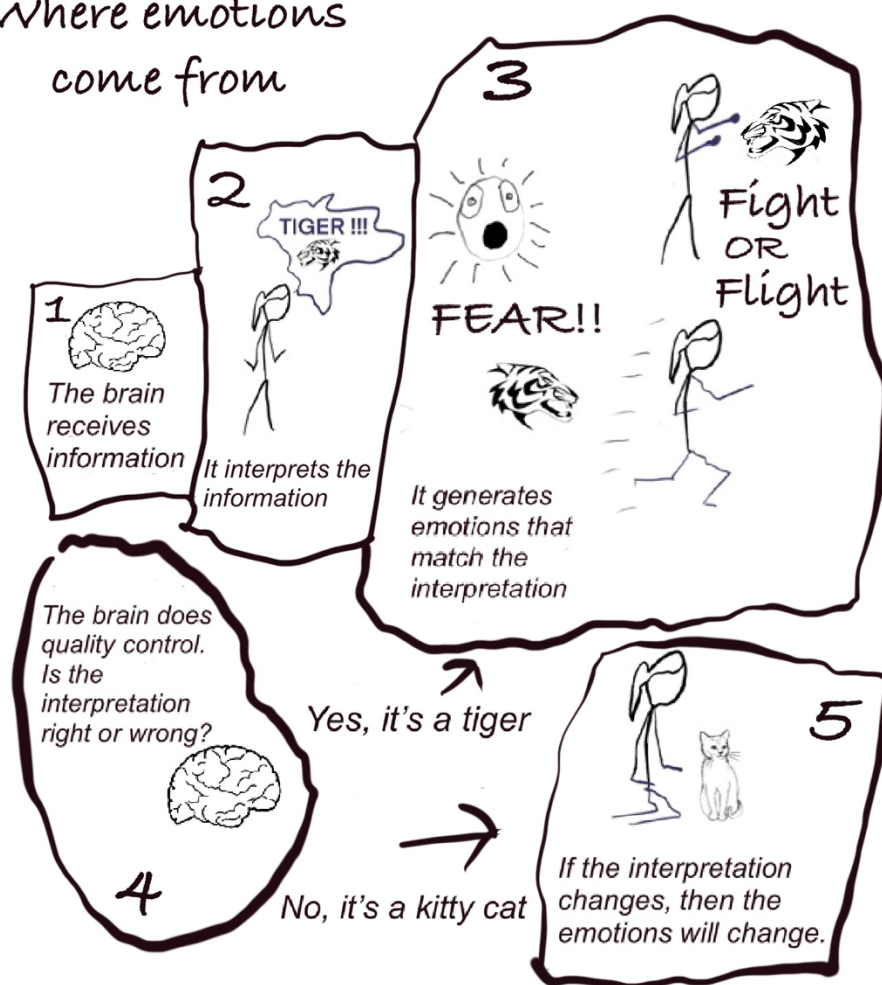 Where emotions
come from
1
The brain
receives
information
2
TIGER !!!
It interprets the
information
3
FEAR!!
Fight
OR
Flight
It generates
emotions that
match the
interpretation
4
The brain does
quality control.
Is the
interpretation
right or wrong?
Yes, it's a tiger
No, it's a kitty cat
5
If the interpretation
changes, then the
emotions will change.